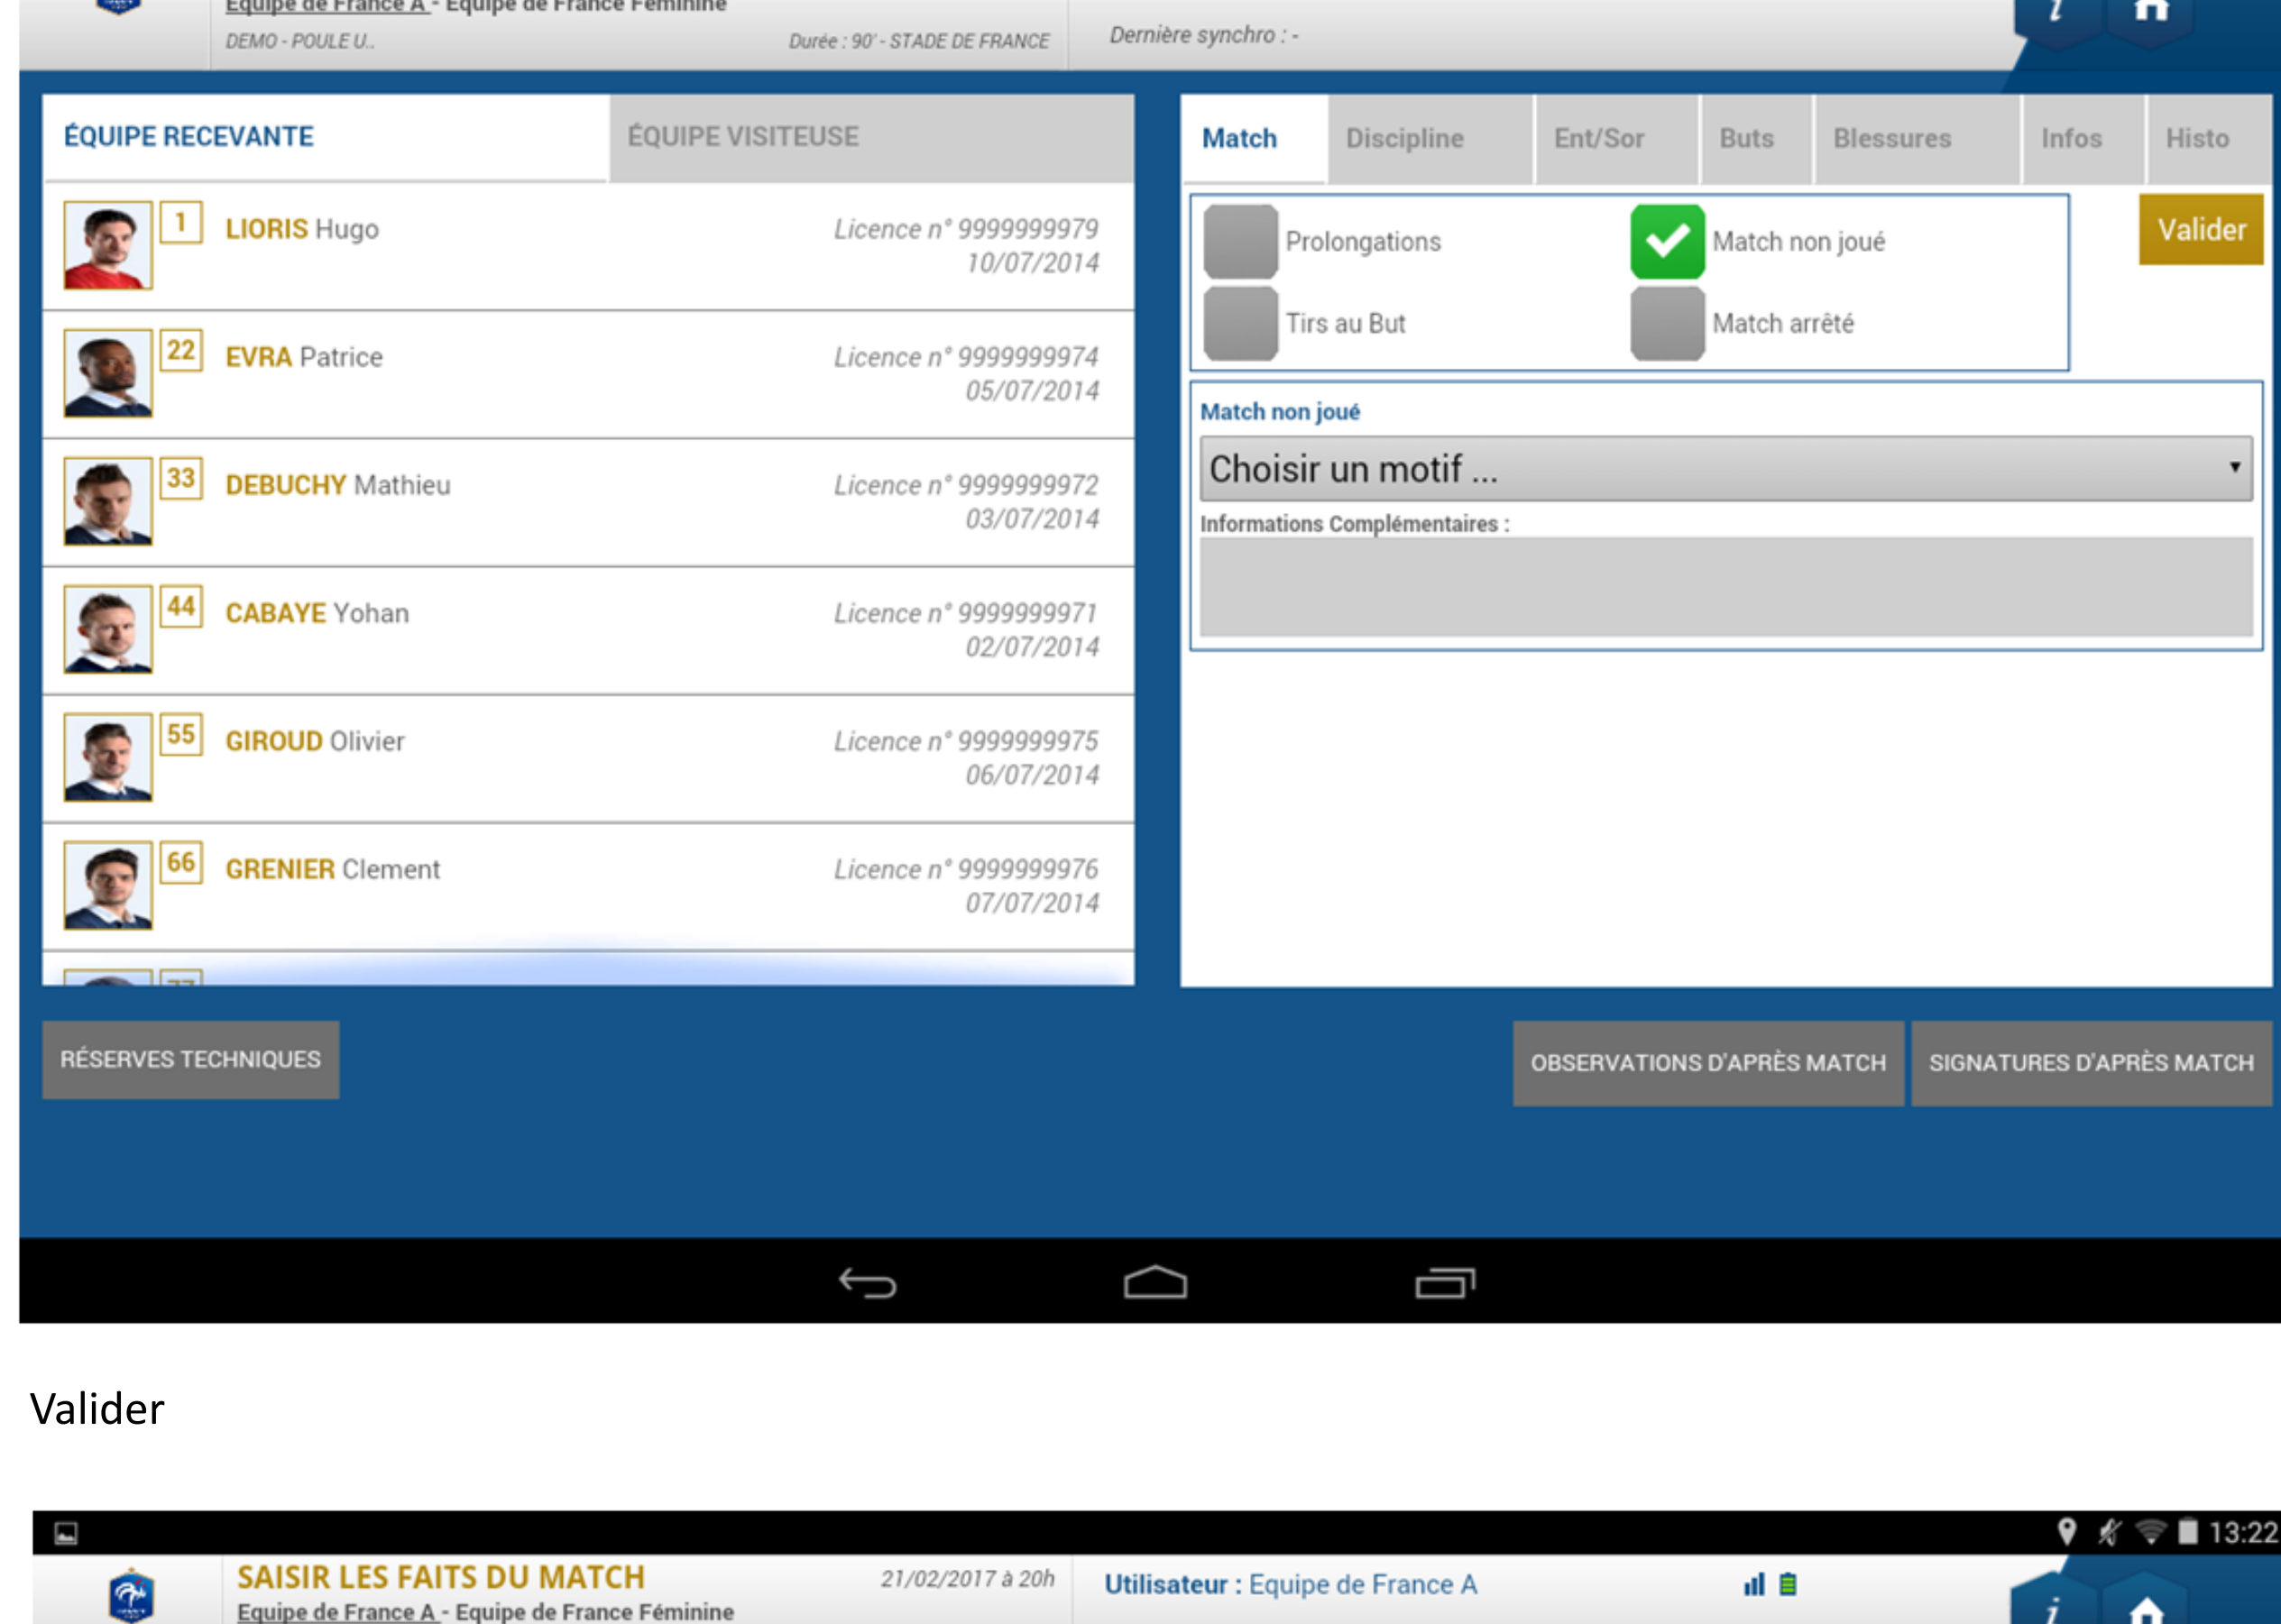 Equipe de France A - Equipe de France Féminine
DEMO - POULE U..
Durée : 90' - STADE DE FRANCE
Dernière synchro : -
ÉQUIPE RECEVANTE
ÉQUIPE VISITEUSE
1 LIORIS Hugo
Licence n° 9999999979
10/07/2014
22 EVRA Patrice
Licence n° 9999999974
05/07/2014
33 DEBUCHY Mathieu
Licence n° 9999999972
03/07/2014
44 CABAYE Yohan
Licence n° 9999999971
02/07/2014
55 GIROUD Olivier
Licence n° 9999999975
06/07/2014
66 GRENIER Clement
Licence n° 9999999976
07/07/2014
77
RÉSERVES TECHNIQUES
Match Discipline Ent/Sor Buts Blessures Infos Histo
Prolongations
Match non joué
Valider
Tirs au But
Match arrêté
Match non joué
Choisir un motif ...
Informations Complémentaires :
OBSERVATIONS D'APRÈS MATCH
SIGNATURES D'APRÈS MATCH
Valider
13:22
SAISIR LES FAITS DU MATCH
21/02/2017 à 20h
Utilisateur : Equipe de France A
Equipe de France A - Equipe de France Féminine